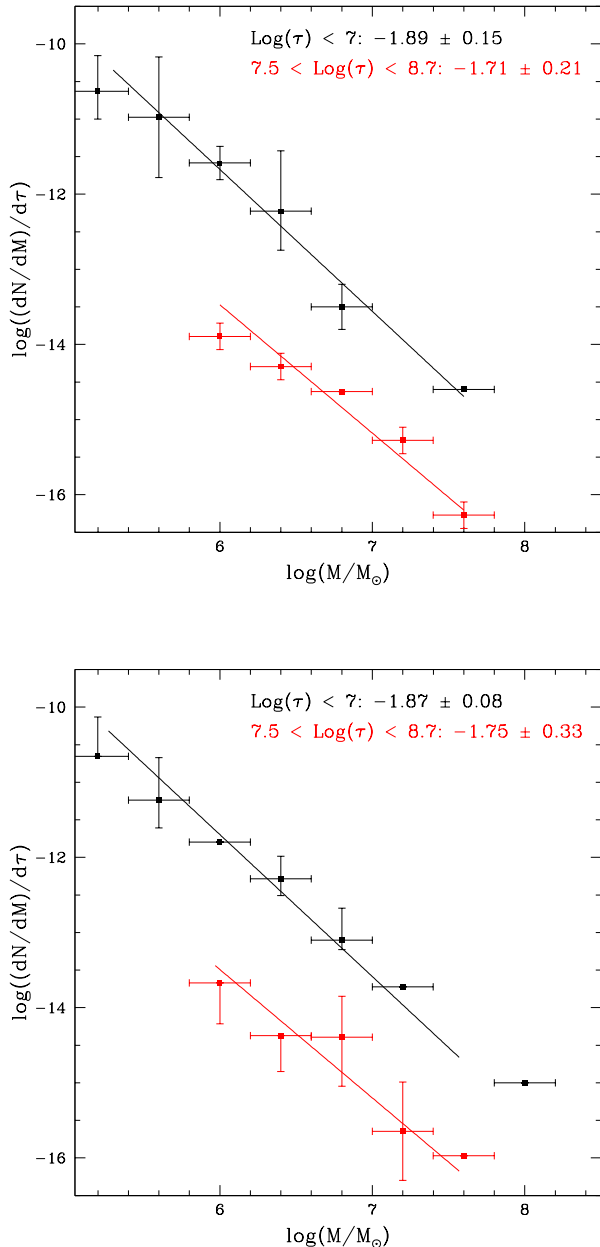 −10
−12
−14
−16
log((dN/dM)/dτ)
Log(τ) < 7: −1.89 ± 0.15
7.5 < Log(τ) < 8.7: −1.71 ± 0.21
6
7
8
log(M/M☉)
−10
−12
−14
−16
log((dN/dM)/dτ)
Log(τ) < 7: −1.87 ± 0.08
7.5 < Log(τ) < 8.7: −1.75 ± 0.33
6
7
8
log(M/M☉)